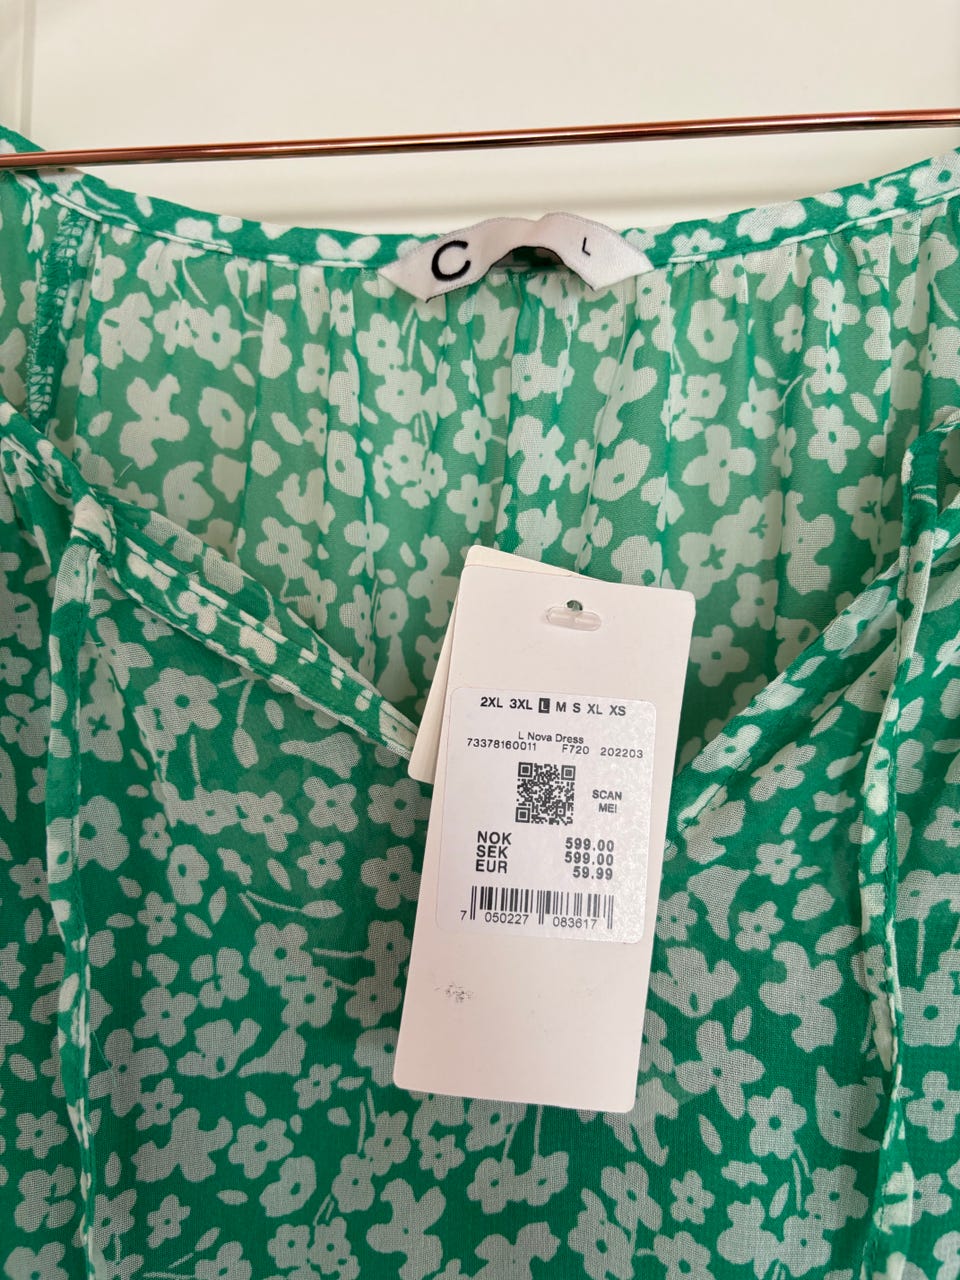 C L
2XL 3XL L M S XL XS
L Nova Dress
73378160011 F720 202203
SCAN
ME!
NOK 599.00
SEK 599.00
EUR 59.99
7 050227 083617